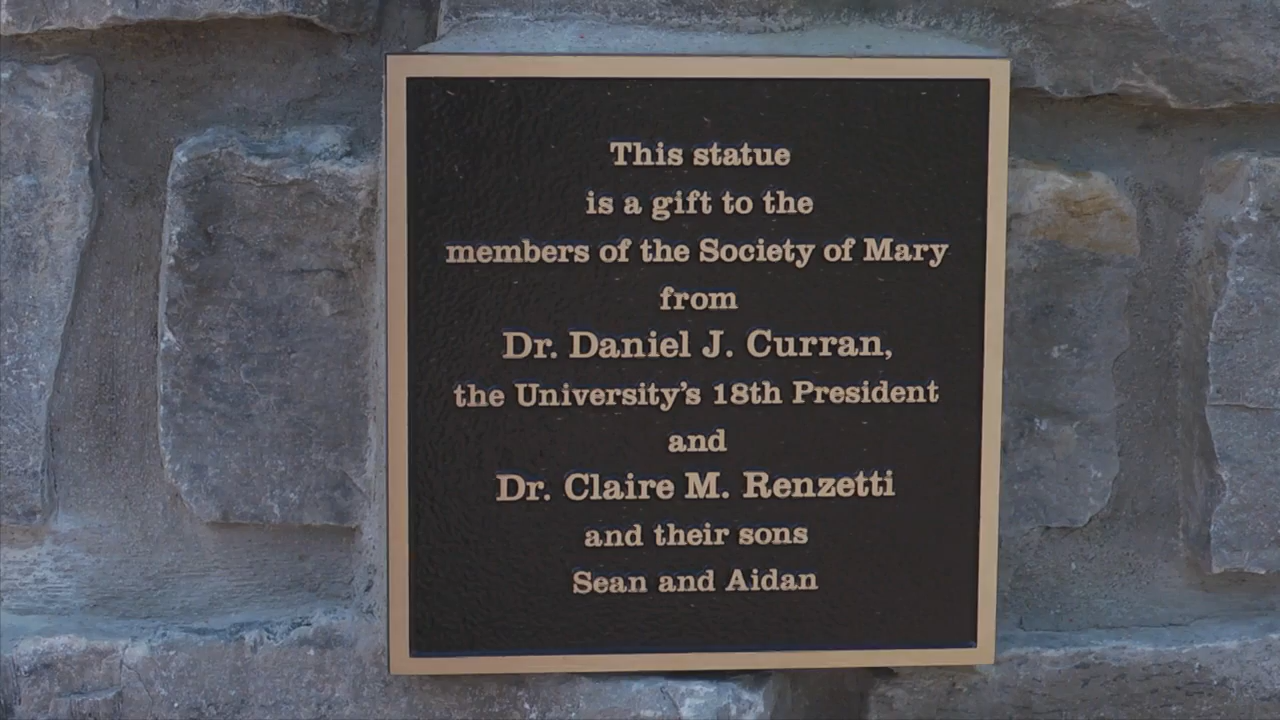 This statue
is a gift to the
members of the Society of Mary
from
Dr. Daniel J. Curran,
the University's 18th President
and
Dr. Claire M. Renzetti
and their sons
Sean and Aidan